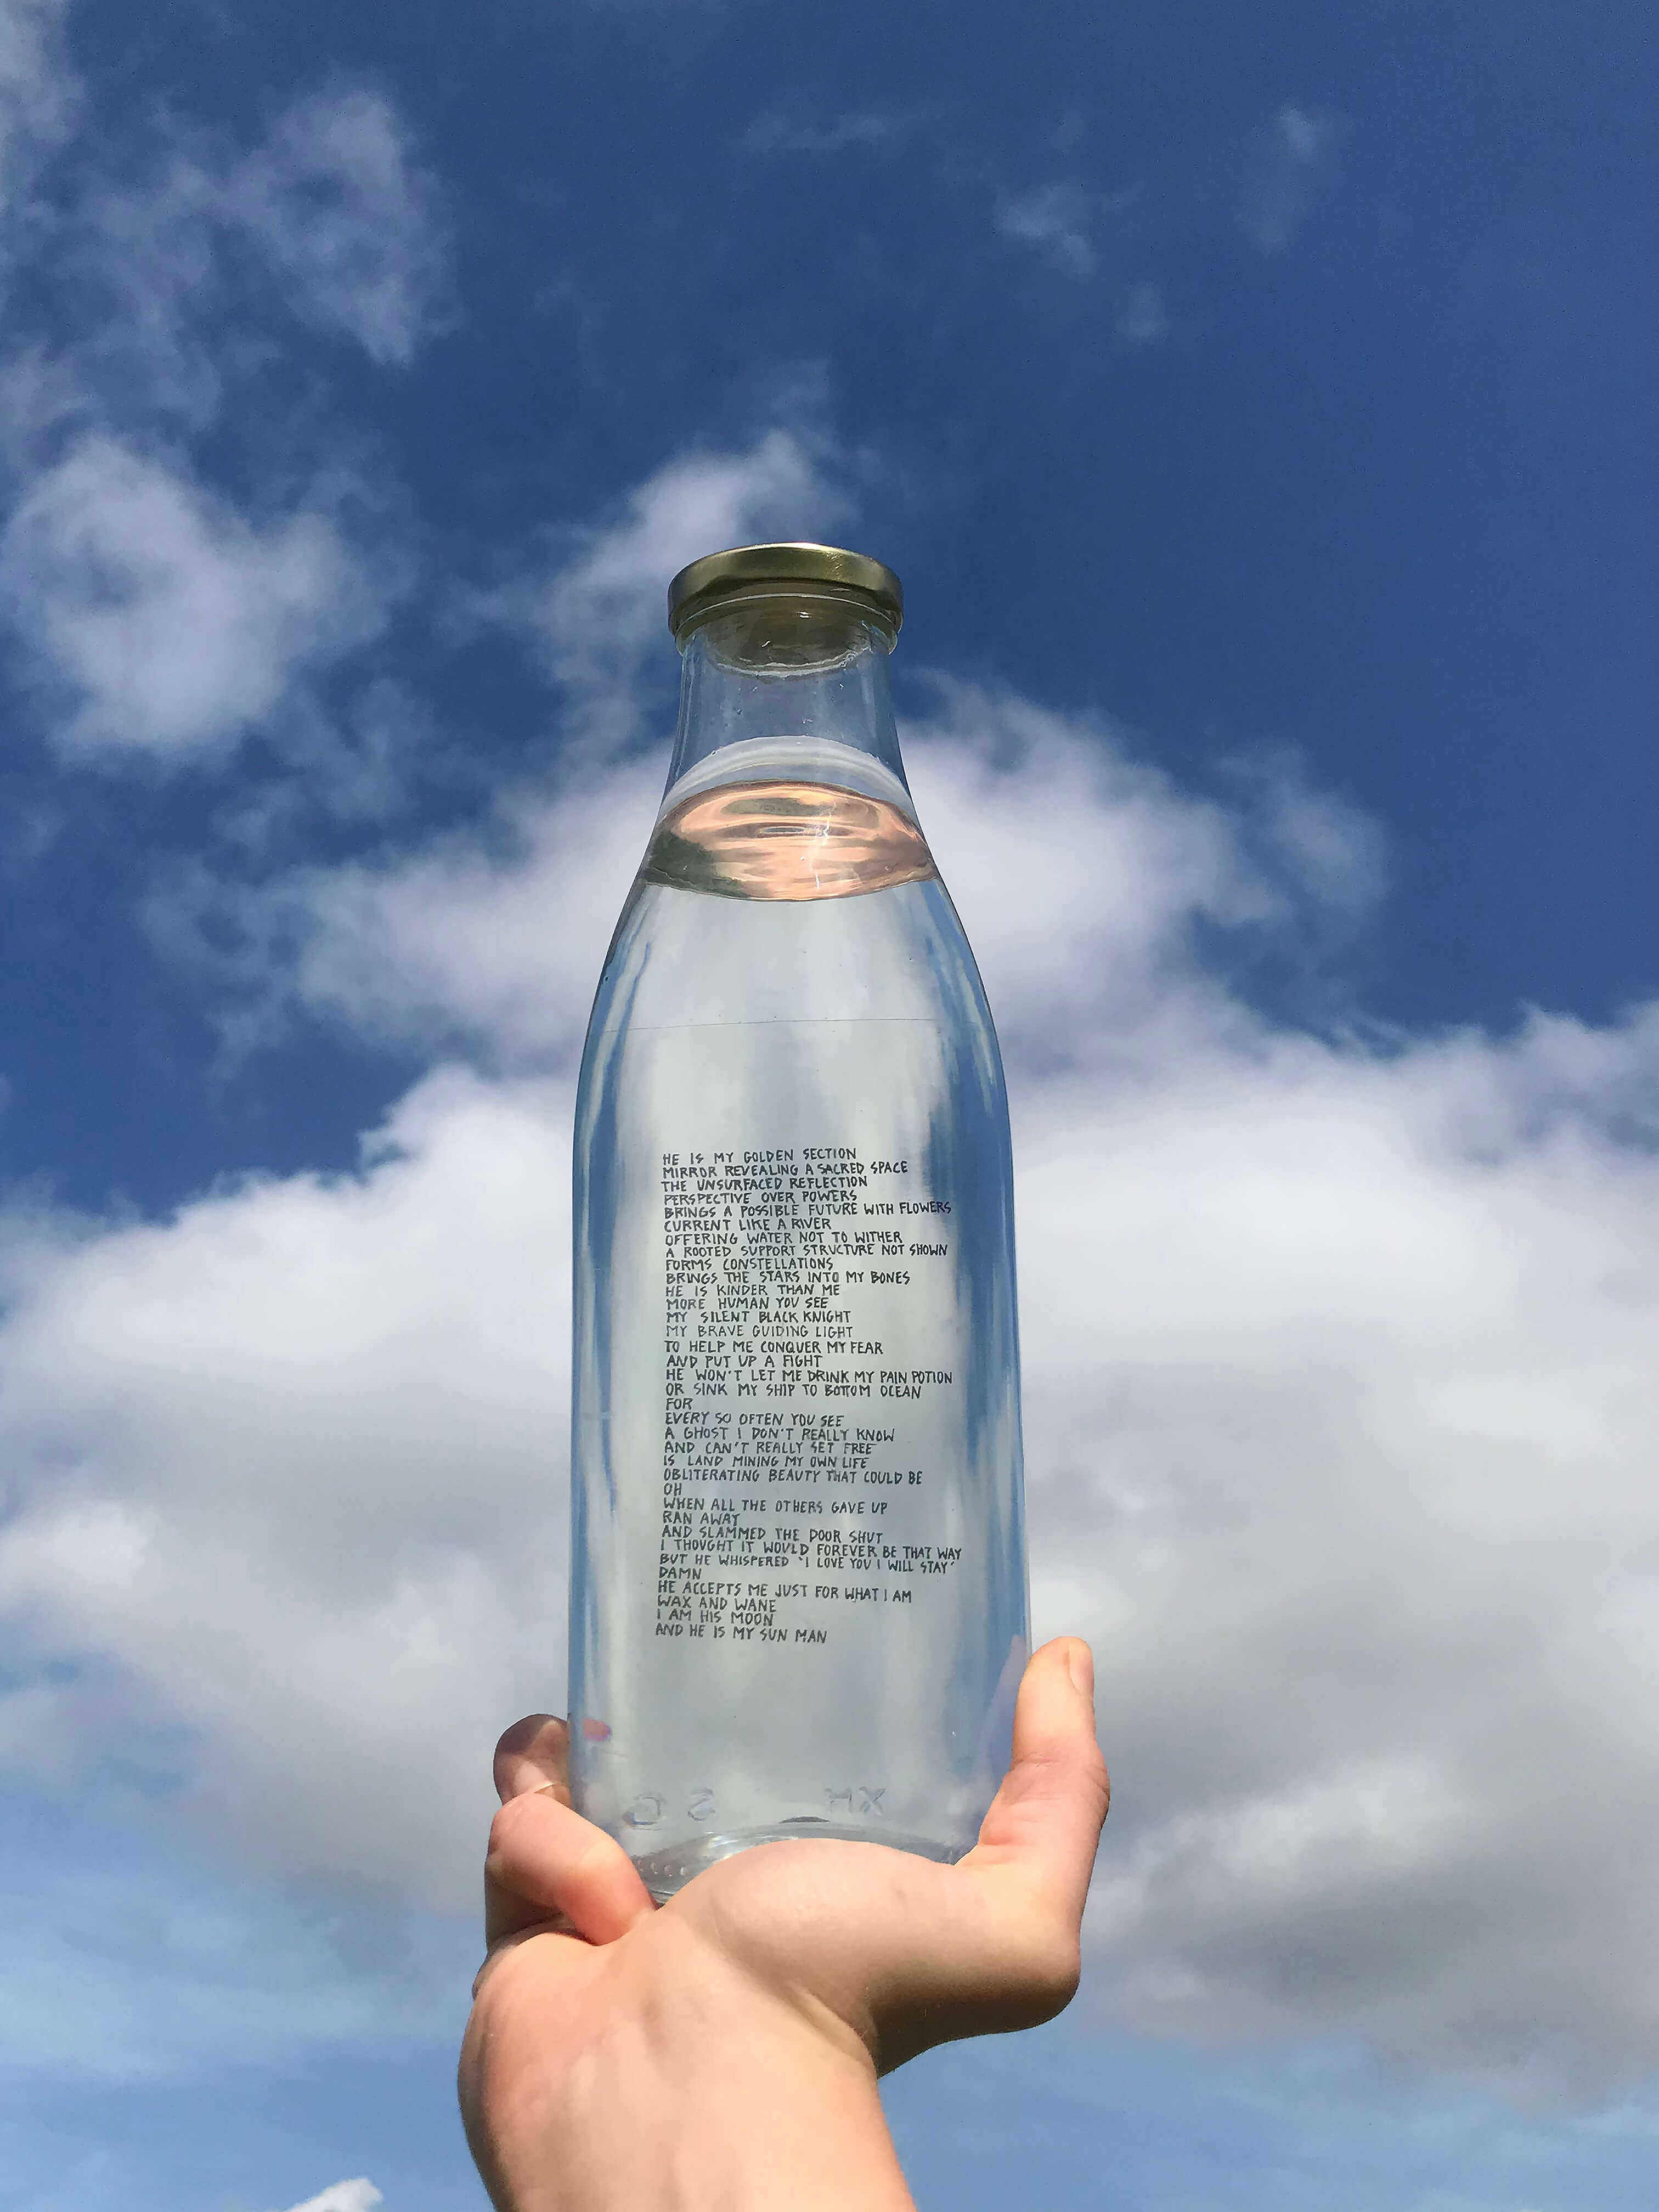 HE IS MY GOLDEN SECTION
MIRROR REVEALING A SACRED SPACE
THE UNSURFACED REFLECTION
PERSPECTIVE OVER POWERS
BRINGS A POSSIBLE FUTURE WITH FLOWERS
CURRENT LIKE A RIVER
OFFERING WATER NOT TO WITHER
A ROOTED SUPPORT STRUCTURE NOT SHOWN
FORMS CONSTELLATIONS
BRINGS THE STARS INTO MY BONES
HE IS KINDER THAN ME
MORE HUMAN YOU SEE
MY SILENT BLACK KNIGHT
MY BRAVE GUIDING LIGHT
TO HELP ME CONQUER MY FEAR
AND PUT UP A FIGHT
HE WON'T LET ME DRINK MY PAIN POTION
OR SINK MY SHIP TO BOTTOM OCEAN
FOR
EVERY SO OFTEN YOU SEE
A GHOST I DON'T REALLY KNOW
AND CAN'T REALLY SET FREE
IS LAND MINING MY OWN LIFE
OBLITERATING BEAUTY THAT COULD BE
OH
WHEN ALL THE OTHERS GAVE UP
RAN AWAY
AND SLAMMED THE DOOR SHUT
I THOUGHT IT WOULD FOREVER BE THAT WAY
BUT HE WHISPERED 'I LOVE YOU I WILL STAY'
DAMN
HE ACCEPTS ME JUST FOR WHAT I AM
WAX AND WANE
I AM HIS MOON
AND HE IS MY SUN MAN